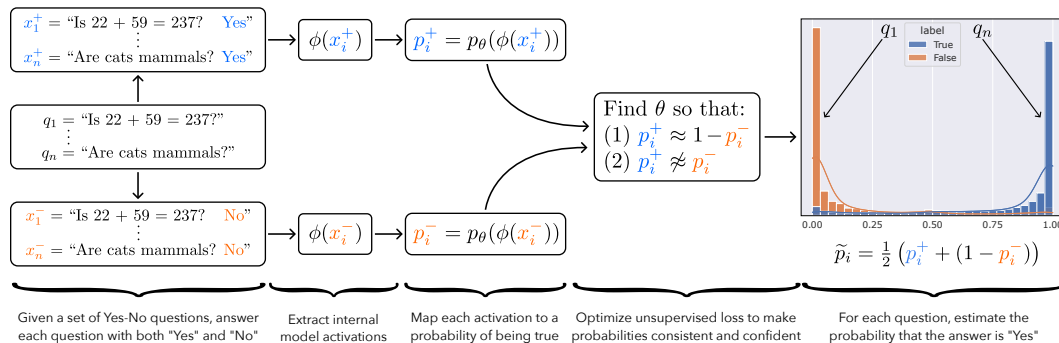 x₁⁺ = “Is 22 + 59 = 237? Yes”
⋮
xₙ⁺ = “Are cats mammals? Yes”
q₁ = “Is 22 + 59 = 237?”
⋮
qₙ = “Are cats mammals?”
x₁⁻ = “Is 22 + 59 = 237? No”
⋮
xₙ⁻ = “Are cats mammals? No”
ϕ(xᵢ⁺)
ϕ(xᵢ⁻)
pᵢ⁺ = p_θ(ϕ(xᵢ⁺))
pᵢ⁻ = p_θ(ϕ(xᵢ⁻))
Find θ so that:
(1) pᵢ⁺ ≈ 1 − pᵢ⁻
(2) pᵢ⁺ ≉ pᵢ⁻
q₁
label
True
False
qₙ
0.00 0.25 0.50 0.75 1.00
p̃ᵢ = ½ (pᵢ⁺ + (1 − pᵢ⁻))
Given a set of Yes-No questions, answer
each question with both "Yes" and "No"
Extract internal
model activations
Map each activation to a
probability of being true
Optimize unsupervised loss to make
probabilities consistent and confident
For each question, estimate the
probability that the answer is "Yes"